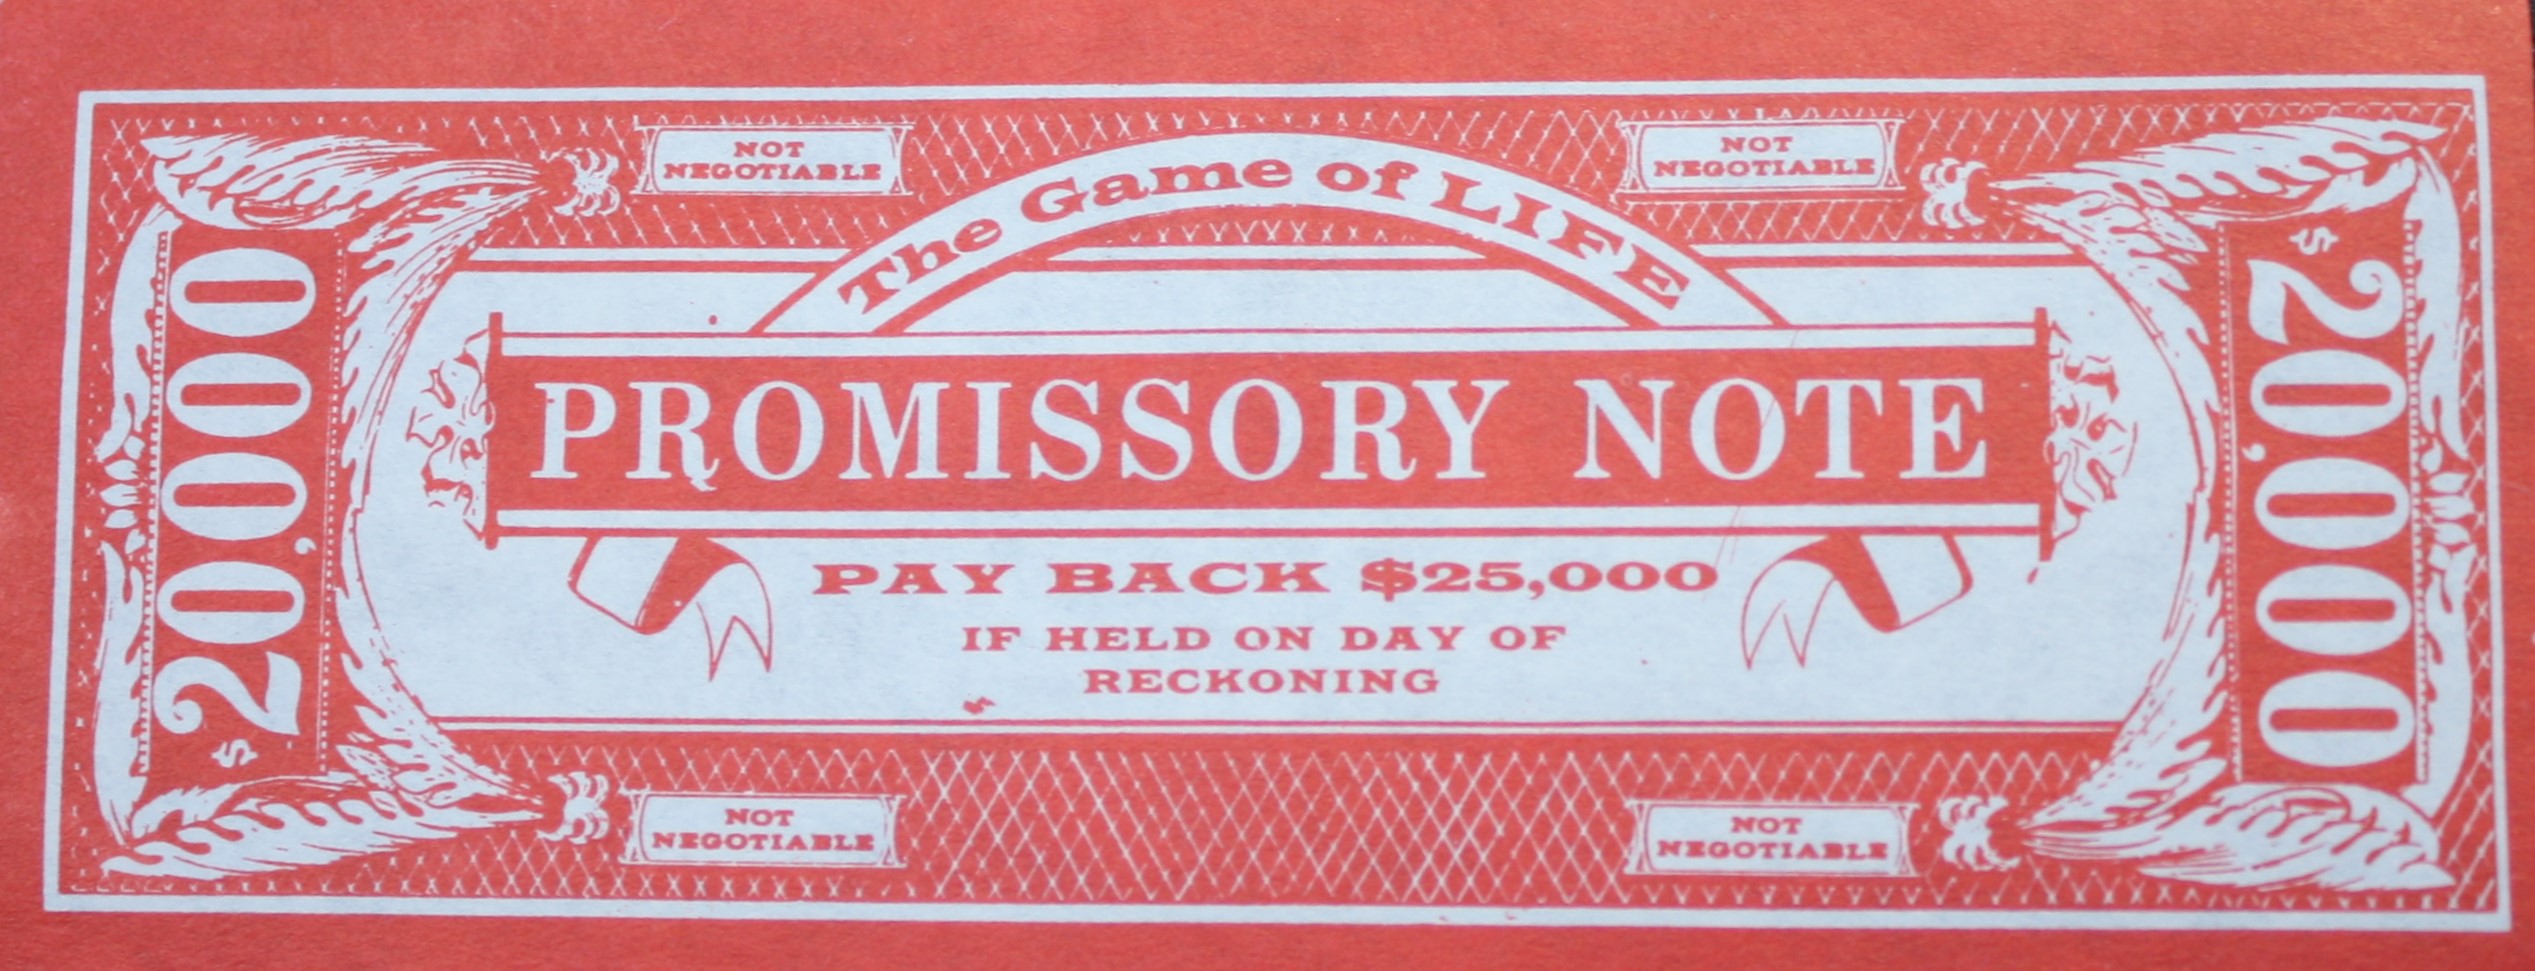 NOT
NEGOTIABLE
The Game of LIFE
NOT
NEGOTIABLE
$20,000
PROMISSORY NOTE
$20,000
PAY BACK $25,000
IF HELD ON DAY OF
RECKONING
NOT
NEGOTIABLE
NOT
NEGOTIABLE